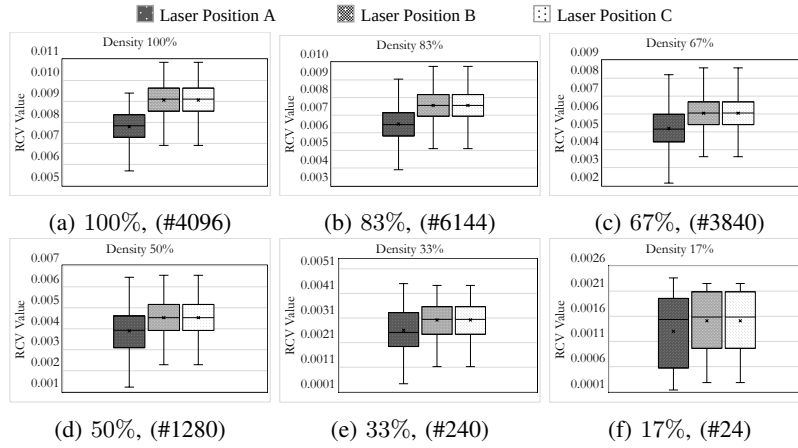 Laser Position A Laser Position B Laser Position C
Density 100%
RCV Value
0.011
0.010
0.009
0.008
0.007
0.006
0.005
(a) 100%, (#4096)
Density 83%
RCV Value
0.010
0.009
0.008
0.007
0.006
0.006
0.004
0.003
(b) 83%, (#6144)
Density 67%
RCV Value
0.009
0.008
0.007
0.006
0.005
0.004
0.003
0.002
(c) 67%, (#3840)
Density 50%
RCV Value
0.007
0.006
0.005
0.004
0.003
0.002
0.001
(d) 50%, (#1280)
Density 33%
RCV Value
0.0051
0.0041
0.0031
0.0021
0.0011
0.0001
(e) 33%, (#240)
Density 17%
RCV Value
0.0026
0.0021
0.0016
0.0011
0.0006
0.0001
(f) 17%, (#24)